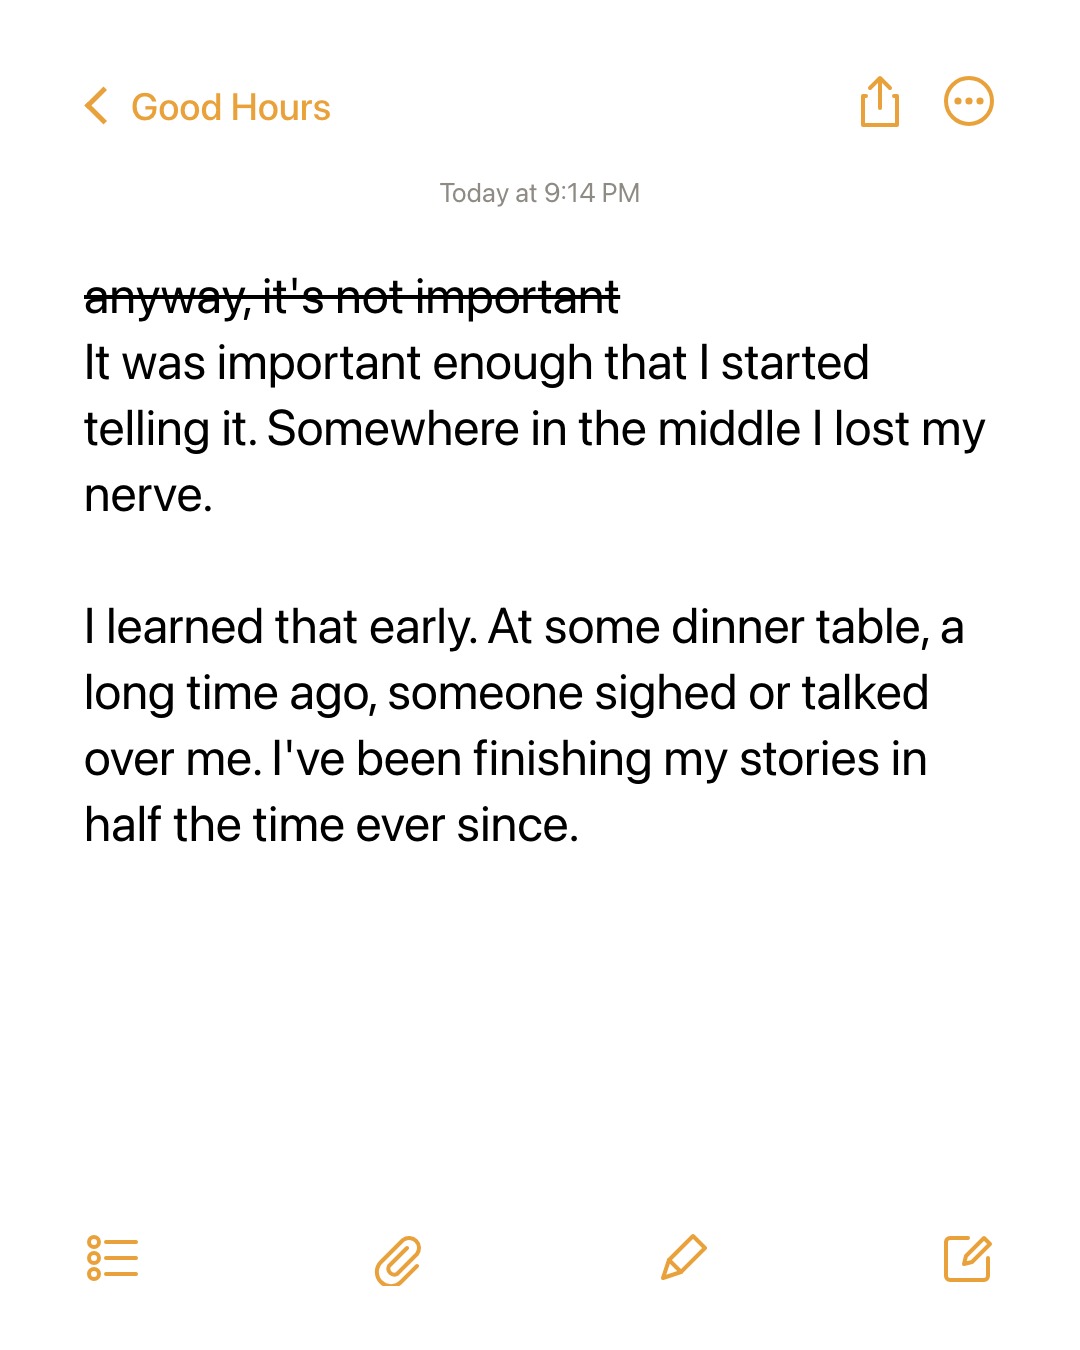 Good Hours
Today at 9:14 PM
anyway, it's not important
It was important enough that I started
telling it. Somewhere in the middle I lost my
nerve.
I learned that early. At some dinner table, a
long time ago, someone sighed or talked
over me. I've been finishing my stories in
half the time ever since.